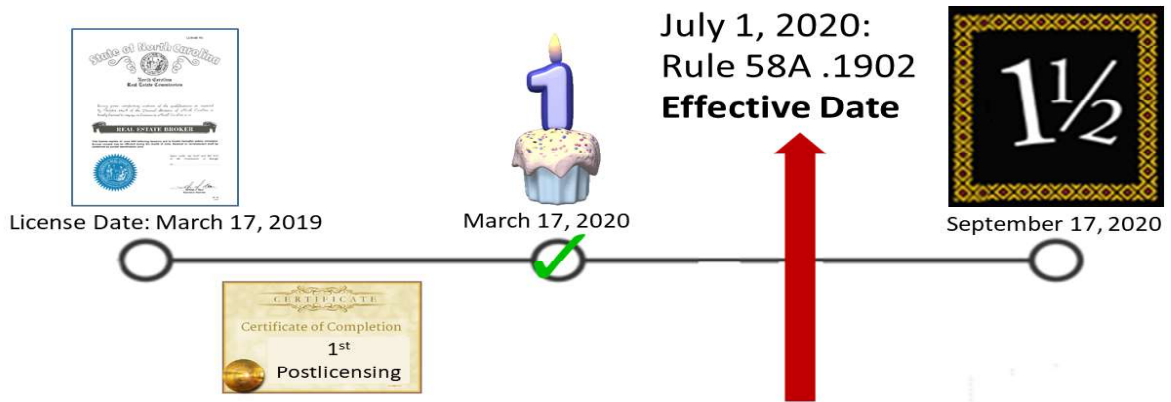 State of North Carolina
North Carolina
Real Estate Commission
REAL ESTATE BROKER
License Date: March 17, 2019
CERTIFICATE
Certificate of Completion
1st
Postlicensing
1
March 17, 2020
July 1, 2020:
Rule 58A .1902
Effective Date
1½
September 17, 2020